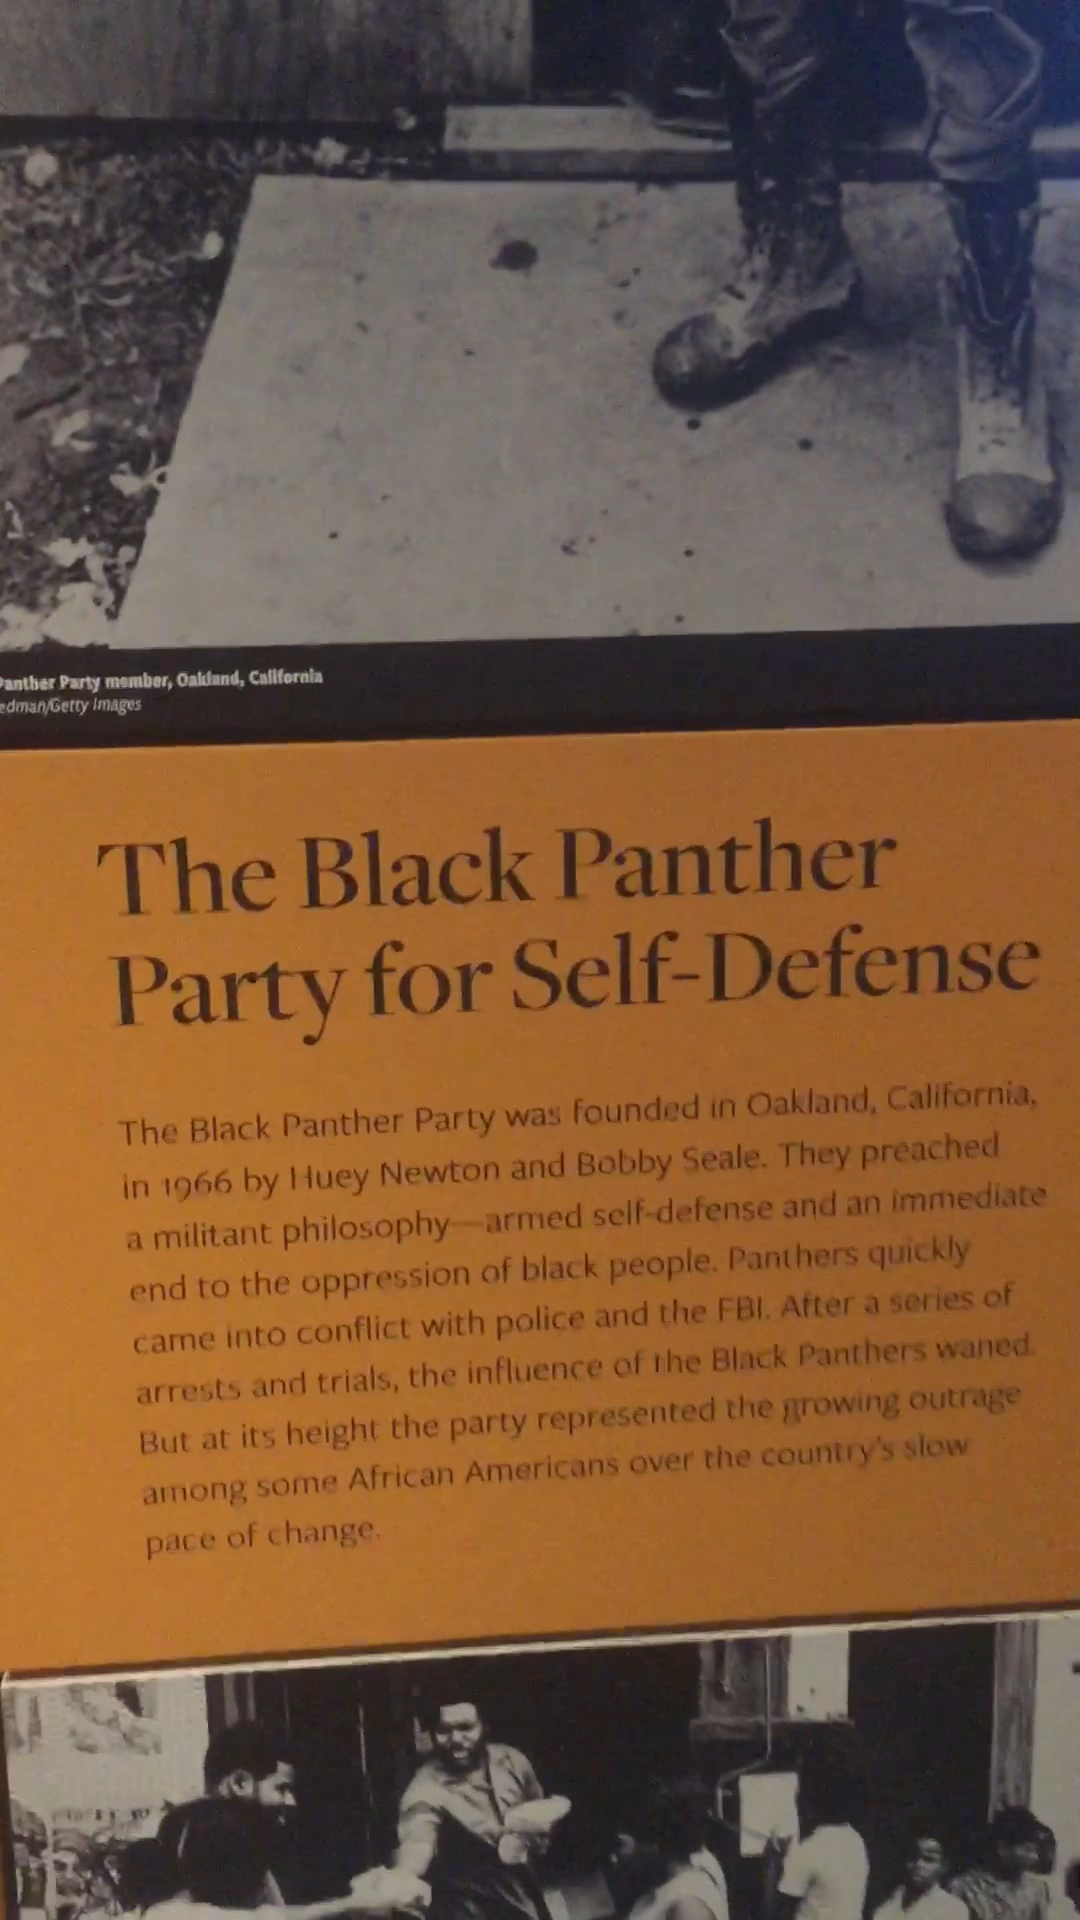 Panther Party member, Oakland, California
edman/Getty Images
The Black Panther
Party for Self-Defense
The Black Panther Party was founded in Oakland, California,
in 1966 by Huey Newton and Bobby Seale. They preached
a militant philosophy—armed self-defense and an immediate
end to the oppression of black people. Panthers quickly
came into conflict with police and the FBI. After a series of
arrests and trials, the influence of the Black Panthers waned.
But at its height the party represented the growing outrage
among some African Americans over the country's slow
pace of change.